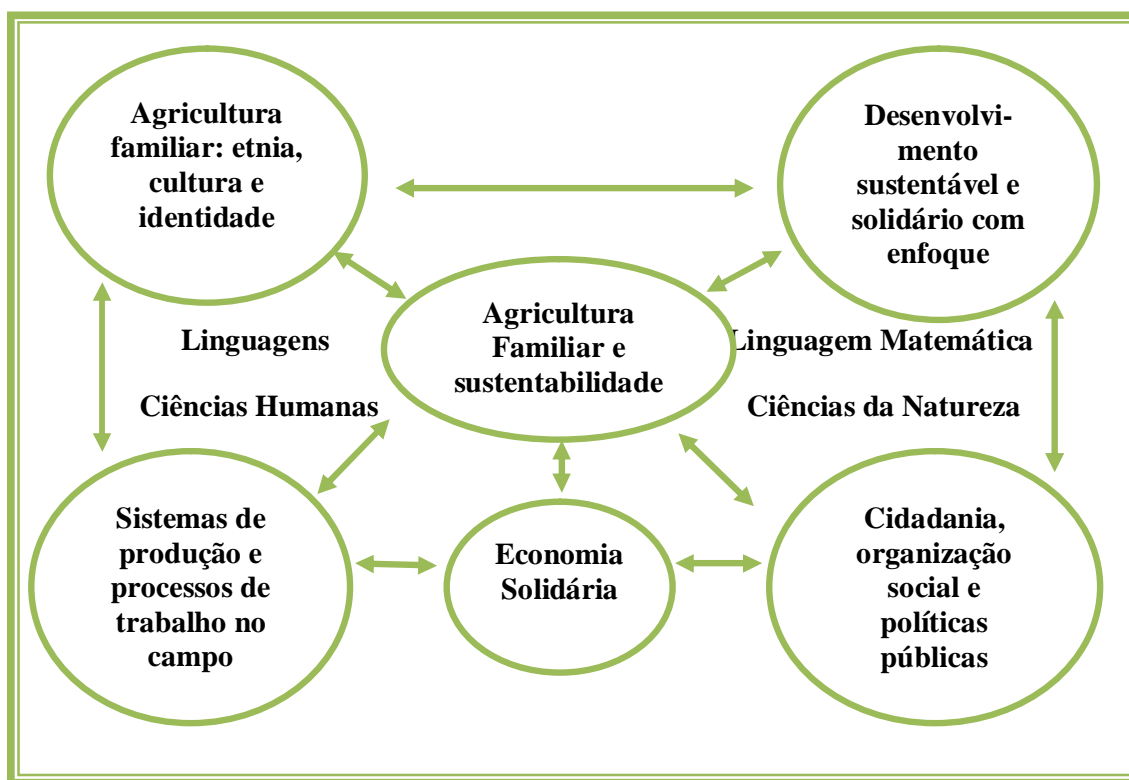 Agricultura
familiar: etnia,
cultura e
identidade
Desenvolvi-
mento
sustentável e
solidário com
enfoque
Agricultura
Familiar e
sustentabilidade
Linguagens
Linguagem Matemática
Ciências Humanas
Ciências da Natureza
Sistemas de
produção e
processos de
trabalho no
campo
Economia
Solidária
Cidadania,
organização
social e
políticas
públicas